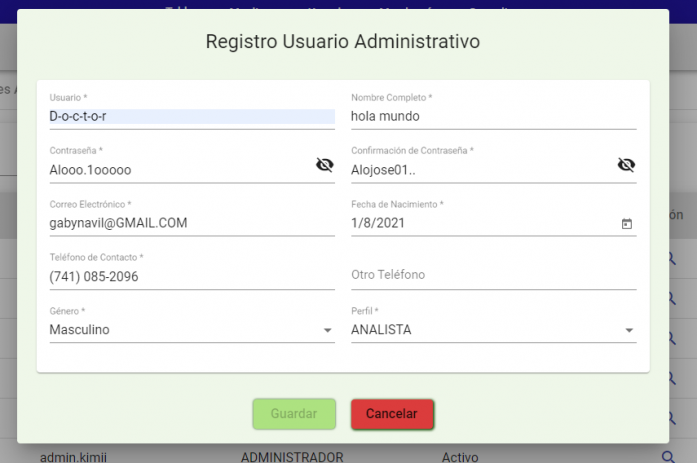 Registro Usuario Administrativo
Usuario * Nombre Completo *
D-o-c-t-o-r hola mundo
Contraseña * Confirmación de Contraseña *
Alooo.1ooooo Alojose01..
Correo Electrónico * Fecha de Nacimiento *
gabynavil@GMAIL.COM 1/8/2021
Teléfono de Contacto *
(741) 085-2096 Otro Teléfono
Género * Perfil *
Masculino ANALISTA
Guardar Cancelar
admin.kimii ADMINISTRADOR Activo